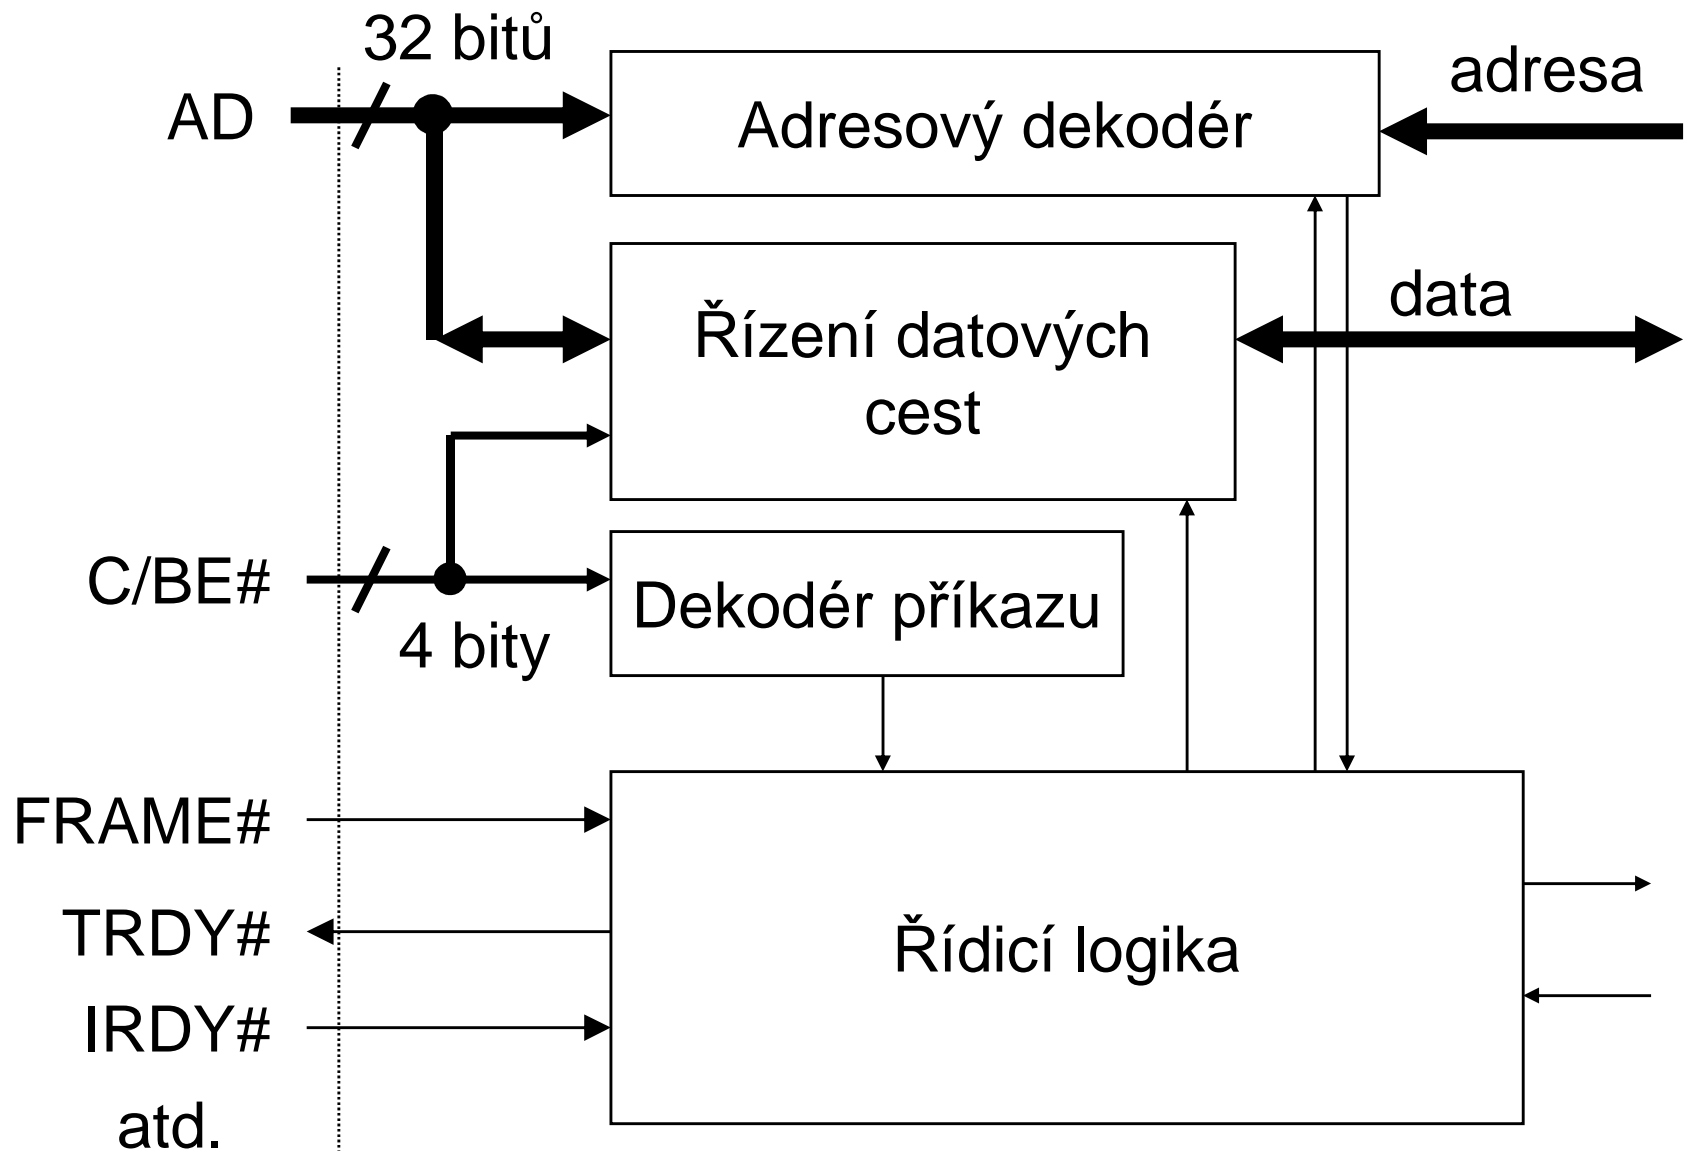 32 bitů
adresa
AD
Adresový dekodér
data
Řízení datových
cest
C/BE#
Dekodér příkazu
4 bity
FRAME#
TRDY#
Řídicí logika
IRDY#
atd.